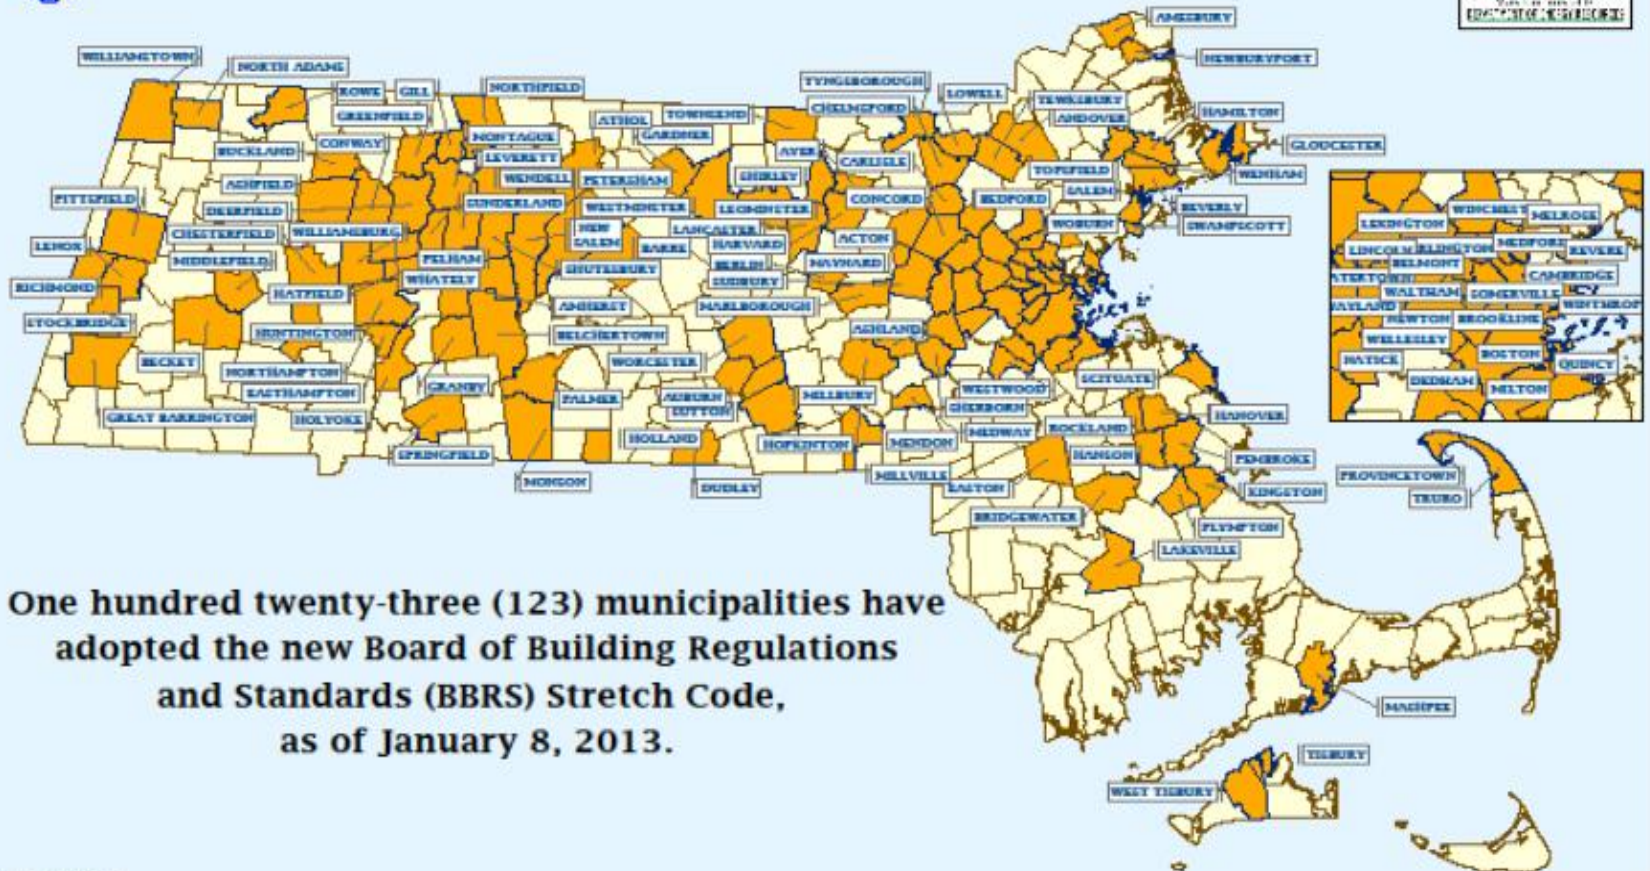 AMESBURY
WILLIAMSTOWN
NORTH ADAMS
NEWBURYPORT
ROWE
GILL
NORTHFIELD
TYNGSBOROUGH
LOWELL
TEWKSBURY
CHELMSFORD
GREENFIELD
ATHOL
TOWNSEND
ANDOVER
HAMILTON
GARDNER
MONTAGUE
CONWAY
BUCKLAND
LEVERETT
AYER
CARLISLE
GLOUCESTER
WENDELL
PETERSHAM
SHIRLEY
TOPSFIELD
WENHAM
ASHFIELD
SALEM
PITTSFIELD
SUNDERLAND
WESTMINSTER
LEOMINSTER
CONCORD
BEDFORD
BEVERLY
DEERFIELD
WOBURN
SWAMPSCOTT
CHESTERFIELD
WILLIAMSBURG
NEW
SALEM
LANCASTER
ACTON
LENOX
BARRE
HARVARD
MIDDLEFIELD
PELHAM
SHUTESBURY
BERLIN
MAYNARD
RICHMOND
HATFIELD
WHATELY
SUDBURY
AMHERST
MARLBOROUGH
STOCKBRIDGE
HUNTINGTON
BELCHERTOWN
ASHLAND
BECKET
NORTHAMPTON
WORCESTER
EASTHAMPTON
GRANBY
PALMER
AUBURN
MILLBURY
WESTWOOD
SCITUATE
GREAT BARRINGTON
HOLYOKE
SUTTON
SHERBORN
HANOVER
HOLLAND
HOPKINTON
MENDON
MEDWAY
ROCKLAND
SPRINGFIELD
HANSON
PEMBROKE
MONSON
DUDLEY
MILLVILLE
EASTON
KINGSTON
BRIDGEWATER
PLYMPTON
LAKEVILLE
LEXINGTON
WINCHEST
MELROSE
LINCOLN
RLINGTON
MEDFORD
REVERE
BELMONT
ATERTOWN
CAMBRIDGE
WALTHAM
SOMERVILLE
WAYLAND
WINTHROP
NEWTON
BROOKLINE
WELLESLEY
NATICK
BOSTON
QUINCY
DEDHAM
MILTON
PROVINCETOWN
TRURO
One hundred twenty-three (123) municipalities have
adopted the new Board of Building Regulations
and Standards (BBRS) Stretch Code,
as of January 8, 2013.
MASHPEE
TISBURY
WEST TISBURY